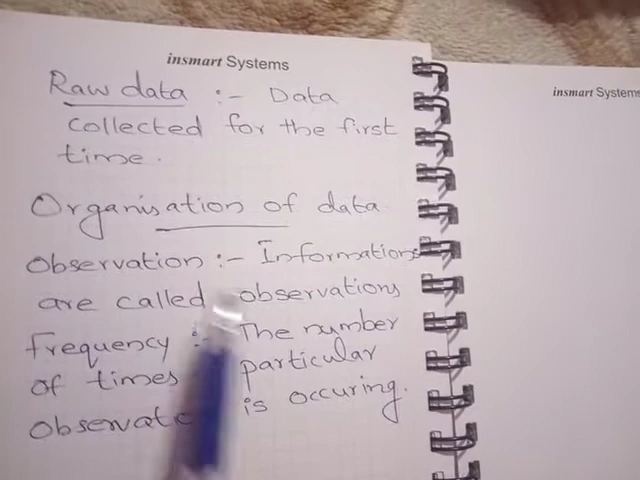 insmart Systems
Raw data :- Data
collected for the first
time.
Organisation of data
Observation :- Informations
are called observations
frequency :- The number
of times particular
is occuring.
insmart Systems